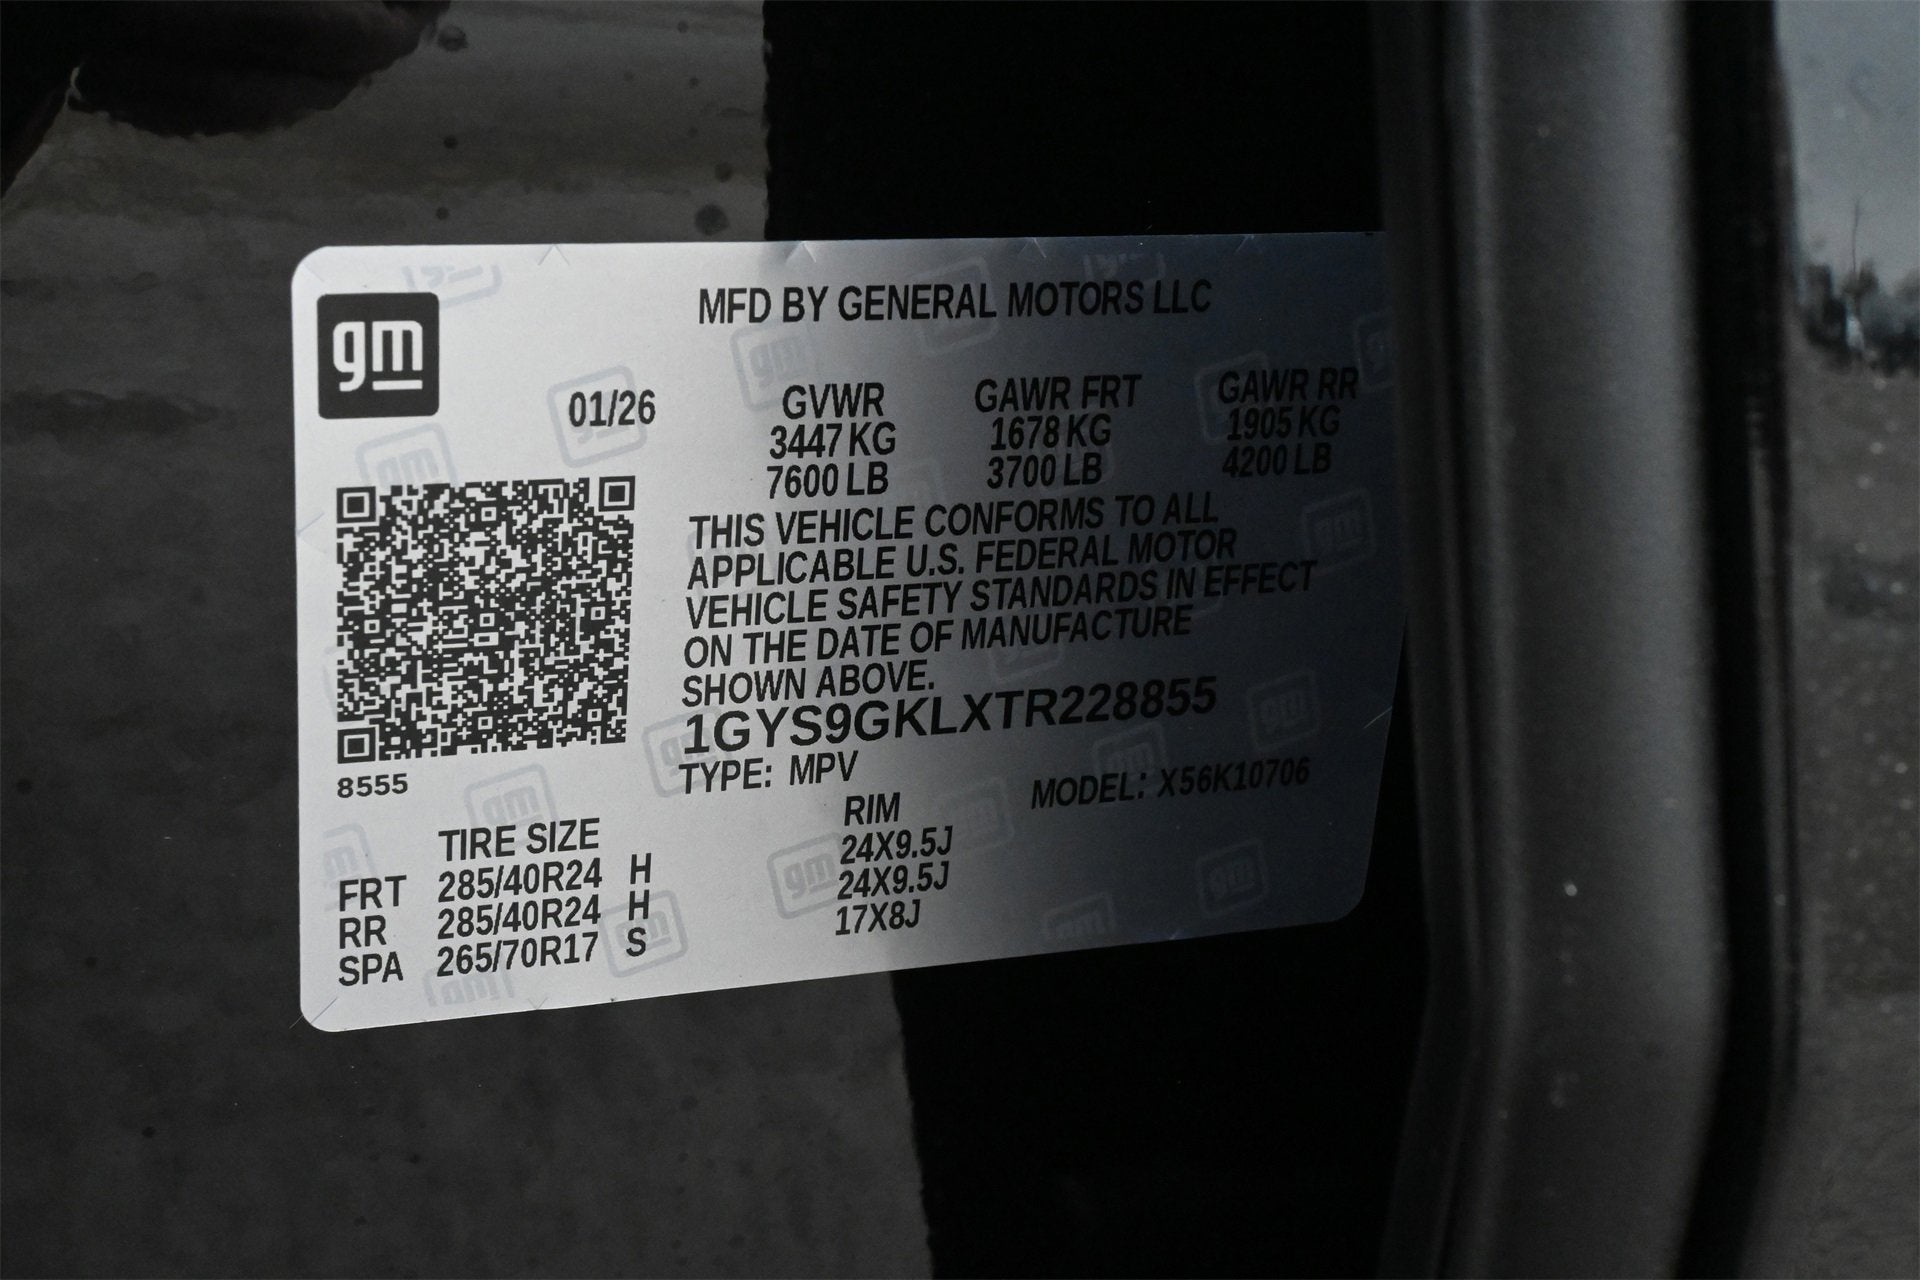 gm
MFD BY GENERAL MOTORS LLC
01/26
GVWR GAWR FRT GAWR RR
3447 KG 1678 KG 1905 KG
7600 LB 3700 LB 4200 LB
THIS VEHICLE CONFORMS TO ALL
APPLICABLE U.S. FEDERAL MOTOR
VEHICLE SAFETY STANDARDS IN EFFECT
ON THE DATE OF MANUFACTURE
SHOWN ABOVE.
1GYS9GKLXTR228855
8555
TYPE: MPV MODEL: X56K10706
TIRE SIZE RIM
FRT 285/40R24 H 24X9.5J
RR 285/40R24 H 24X9.5J
SPA 265/70R17 S 17X8J